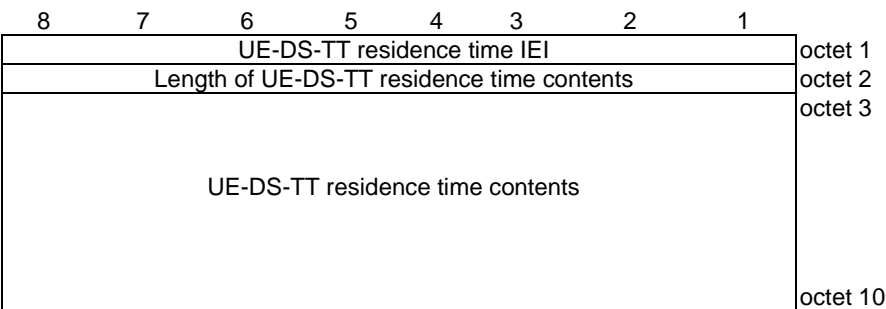 8 7 6 5 4 3 2 1
UE-DS-TT residence time IEI octet 1
Length of UE-DS-TT residence time contents octet 2
octet 3
UE-DS-TT residence time contents
octet 10